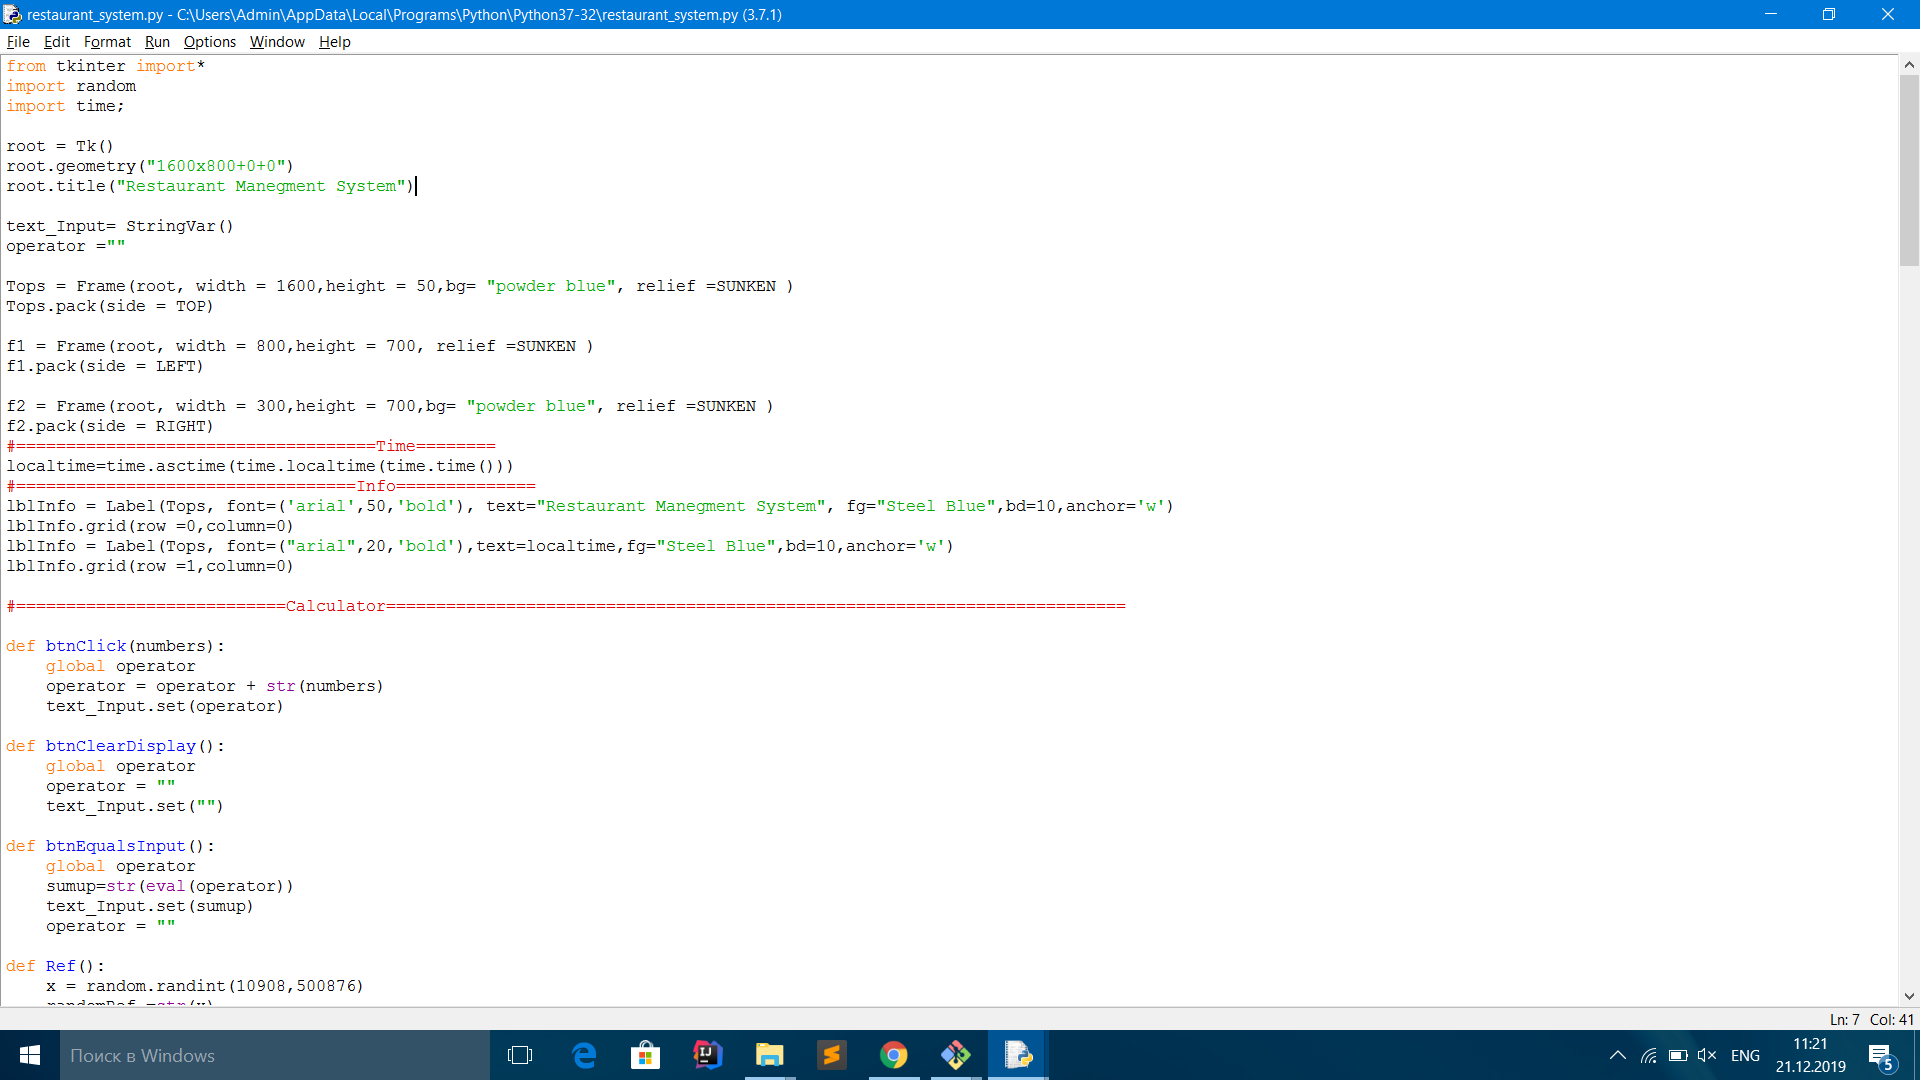 restaurant_system.py - C:\Users\Admin\AppData\Local\Programs\Python\Python37-32\restaurant_system.py (3.7.1)
File Edit Format Run Options Window Help
from tkinter import*
import random
import time;
root = Tk()
root.geometry("1600x800+0+0")
root.title("Restaurant Manegment System")
text_Input= StringVar()
operator =""
Tops = Frame(root, width = 1600,height = 50,bg= "powder blue", relief =SUNKEN )
Tops.pack(side = TOP)
f1 = Frame(root, width = 800,height = 700, relief =SUNKEN )
f1.pack(side = LEFT)
f2 = Frame(root, width = 300,height = 700,bg= "powder blue", relief =SUNKEN )
f2.pack(side = RIGHT)
#====================================Time========
localtime=time.asctime(time.localtime(time.time()))
#==================================Info==============
lblInfo = Label(Tops, font=('arial',50,'bold'), text="Restaurant Manegment System", fg="Steel Blue",bd=10,anchor='w')
lblInfo.grid(row =0,column=0)
lblInfo = Label(Tops, font=("arial",20,'bold'),text=localtime,fg="Steel Blue",bd=10,anchor='w')
lblInfo.grid(row =1,column=0)
#===========================Calculator==========================================================================
def btnClick(numbers):
    global operator
    operator = operator + str(numbers)
    text_Input.set(operator)
def btnClearDisplay():
    global operator
    operator = ""
    text_Input.set("")
def btnEqualsInput():
    global operator
    sumup=str(eval(operator))
    text_Input.set(sumup)
    operator = ""
def Ref():
    x = random.randint(10908,500876)
    randomRef =str(x)
Ln: 7 Col: 41
Поиск в Windows
ENG
11:21
21.12.2019
5